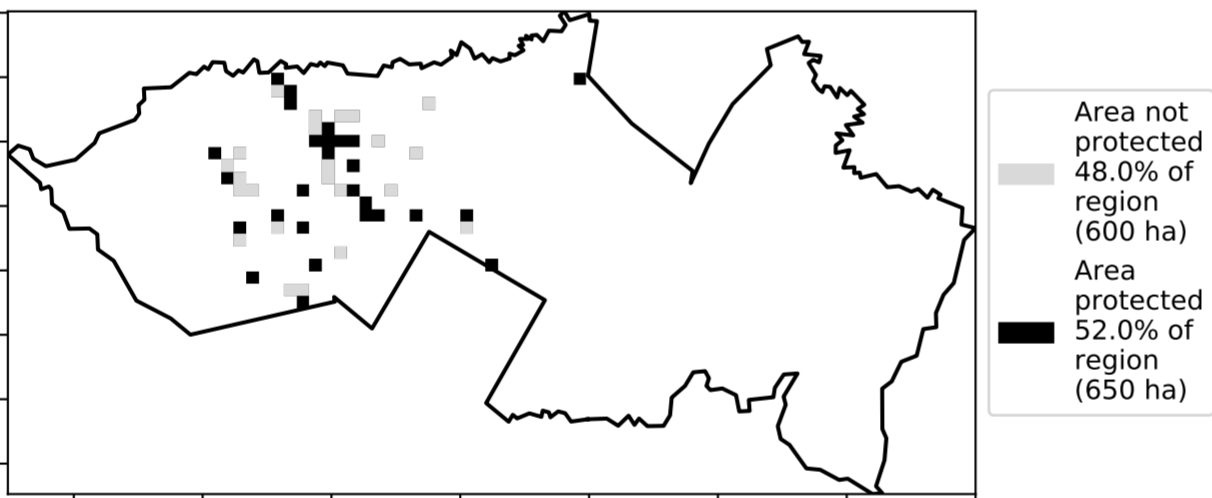 Area not
protected
48.0% of
region
(600 ha)
Area
protected
52.0% of
region
(650 ha)